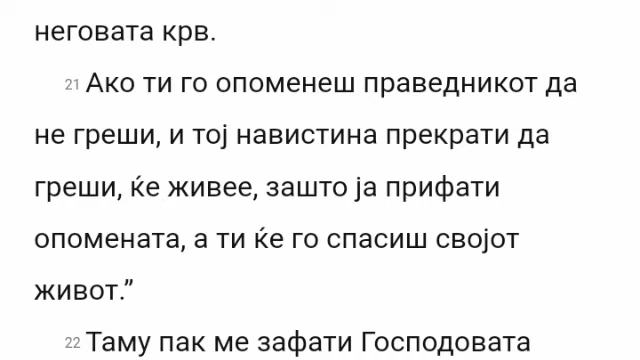 неговата крв.
21 Ако ти го опоменеш праведникот да
не греши, и тој навистина прекрати да
греши, ќе живее, зашто ја прифати
опомената, а ти ќе го спасиш својот
живот.”
22 Таму пак ме зафати Господовата